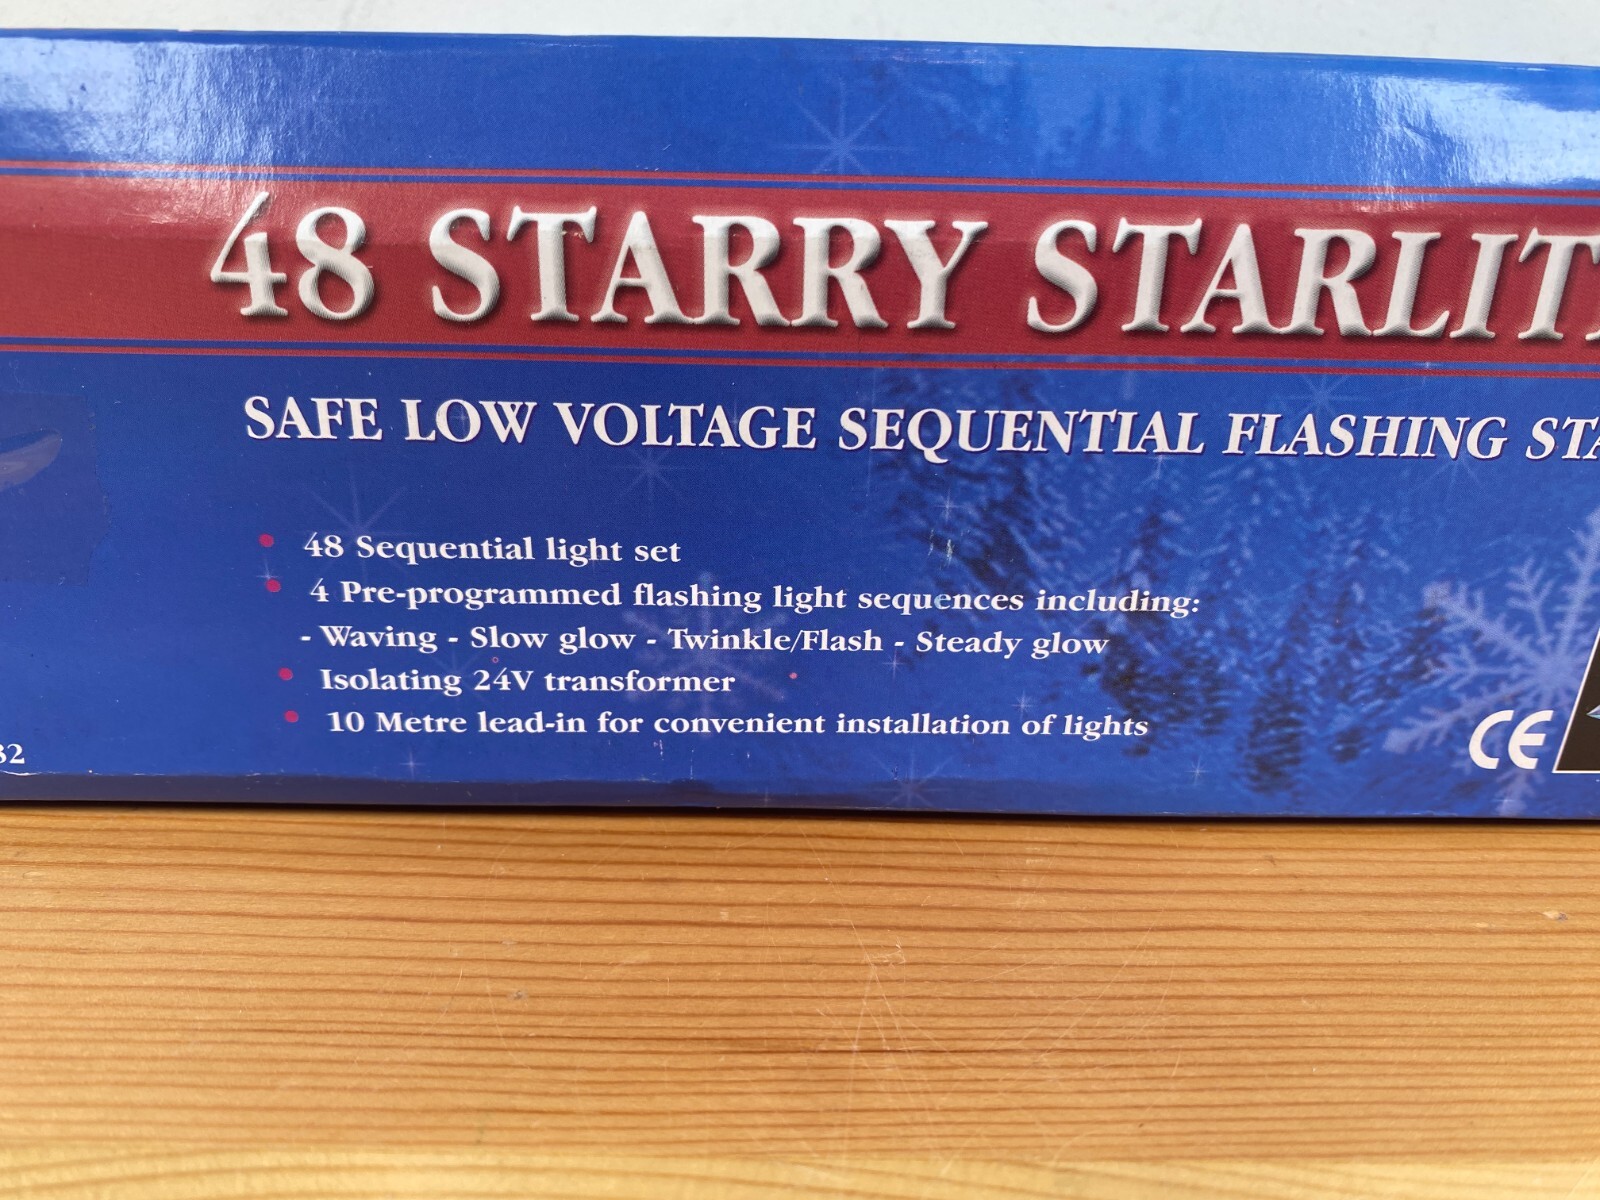 48 STARRY STARLIT
SAFE LOW VOLTAGE SEQUENTIAL FLASHING STA
48 Sequential light set
4 Pre-programmed flashing light sequences including:
- Waving - Slow glow - Twinkle/Flash - Steady glow
Isolating 24V transformer
10 Metre lead-in for convenient installation of lights
32
CE